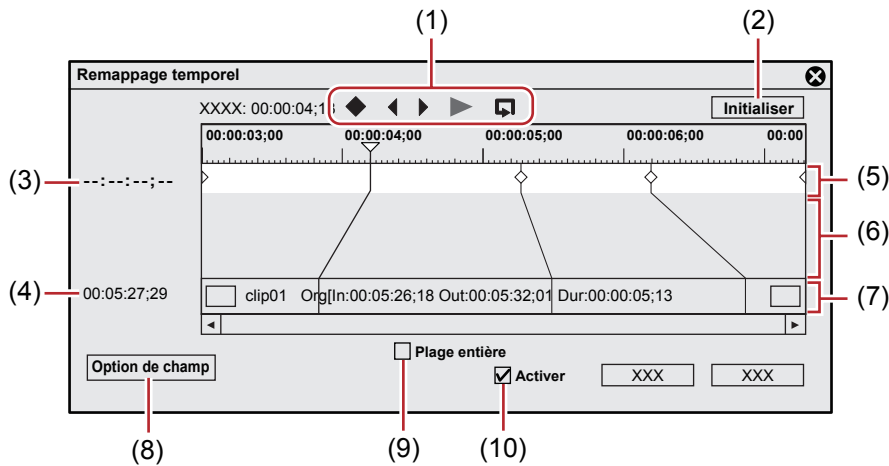 (1)
(2)
Remappage temporel
XXXX: 00:00:04;18
Initialiser
00:00:03;00 00:00:04;00 00:00:05;00 00:00:06;00 00:00
(3)
--:--:--;--
(5)
(6)
(4)
00:05:27;29
clip01 Org[In:00:05:26;18 Out:00:05:32;01 Dur:00:00:05;13
(7)
Plage entière
Option de champ
Activer
XXX
XXX
(8)
(9)
(10)